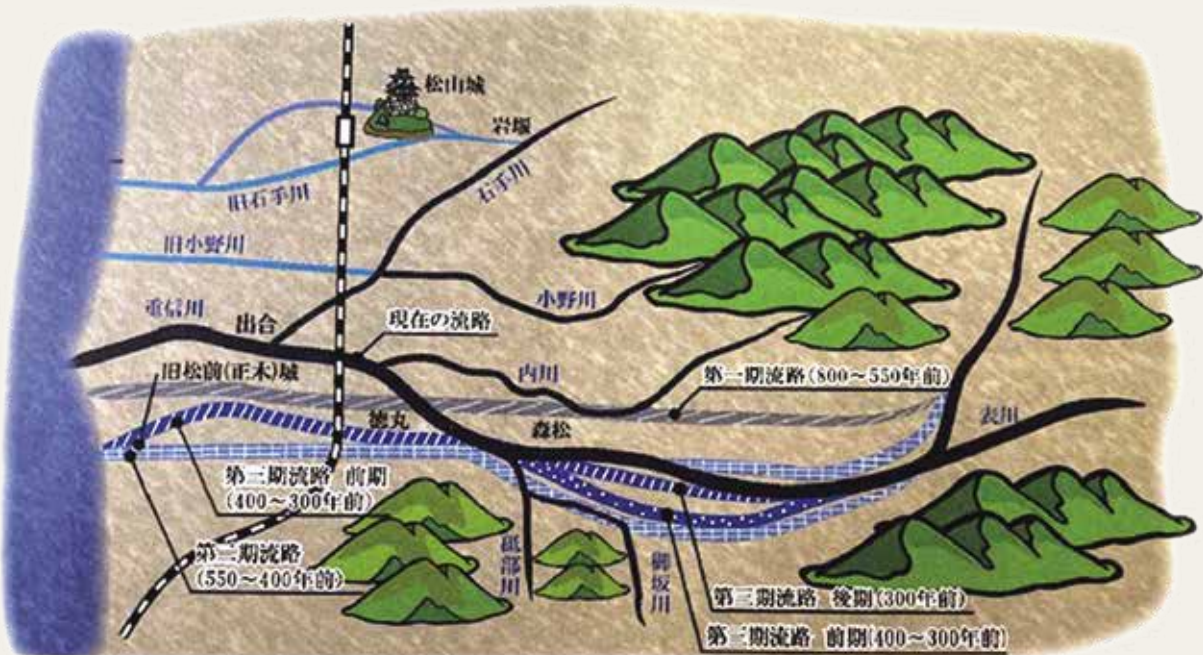 松山城
岩堰
石手川
旧石手川
旧小野川
小野川
重信川
出合
現在の流路
旧松前(正木)城
内川
第一期流路(800〜550年前)
徳丸
森松
表川
第三期流路 前期
(400〜300年前)
第二期流路
(550〜400年前)
砥部川
御坂川
第三期流路 後期(300年前)
第三期流路 前期(400〜300年前)